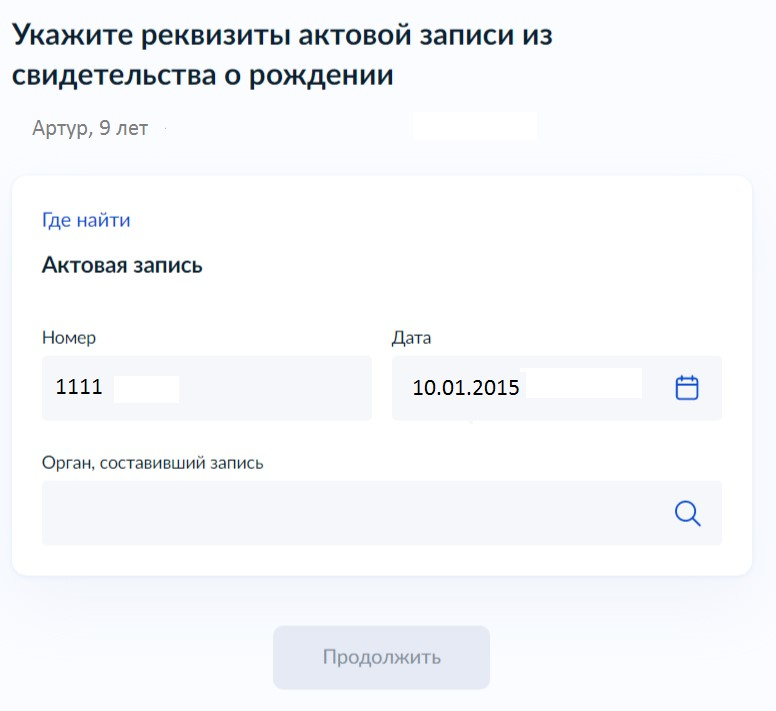 Укажите реквизиты актовой записи из
свидетельства о рождении
Артур, 9 лет
Где найти
Актовая запись
Номер
Дата
1111
10.01.2015
Орган, составивший запись
Продолжить